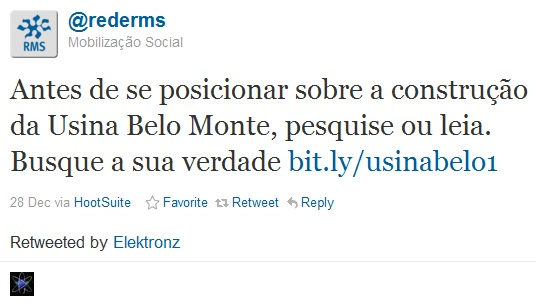 @rederms
RMS
Mobilização Social
Antes de se posicionar sobre a construção
da Usina Belo Monte, pesquise ou leia.
Busque a sua verdade bit.ly/usinabelo1
28 Dec via HootSuite Favorite Retweet Reply
Retweeted by Elektronz